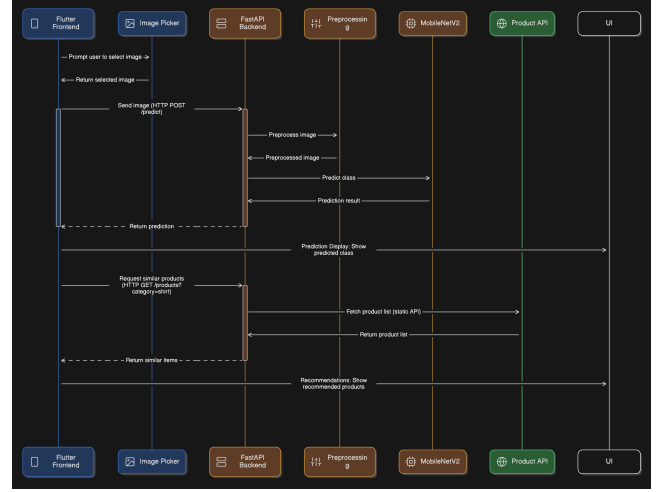 Flutter
Frontend
Image Picker
FastAPI
Backend
Preprocessin
g
MobileNetV2
Product API
UI
Prompt user to select image
Return selected image
Send image (HTTP POST
/predict)
Preprocess image
Preprocessed image
Predict class
Prediction result
Return prediction
Prediction Display: Show
predicted class
Request similar products
(HTTP GET /products?
category=shirt)
Fetch product list (static API)
Return product list
Return similar items
Recommendations: Show
recommended products
Flutter
Frontend
Image Picker
FastAPI
Backend
Preprocessin
g
MobileNetV2
Product API
UI